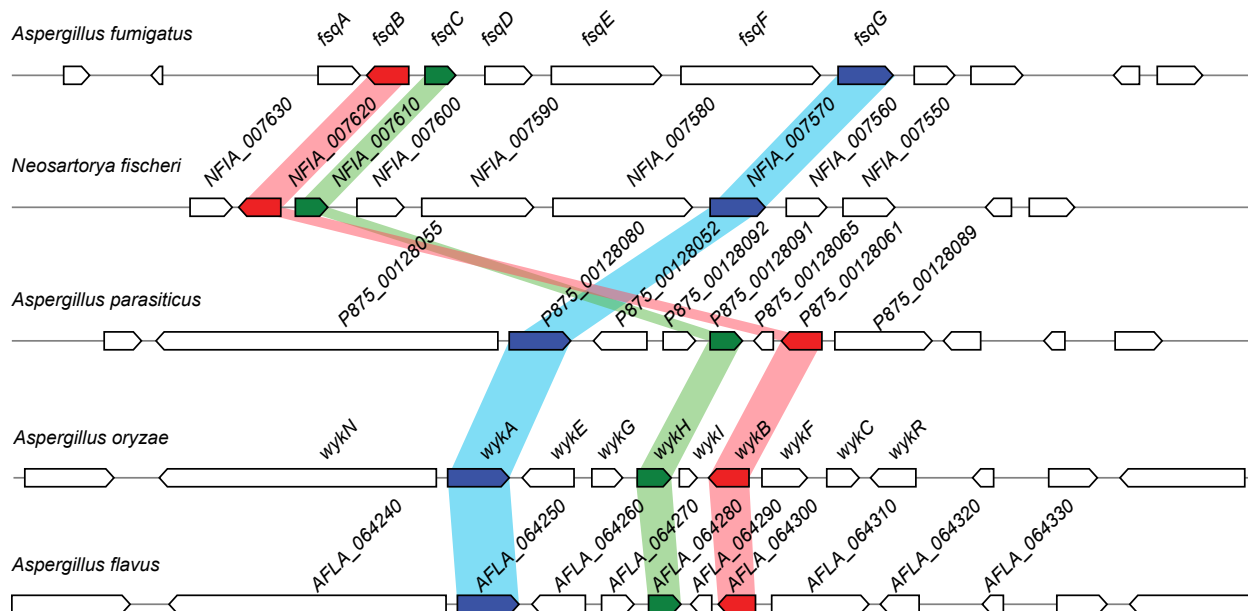 Aspergillus fumigatus
fsqA fsqB fsqC fsqD fsqE fsqF fsqG
Neosartorya fischeri
NFIA_007630 NFIA_007620 NFIA_007610 NFIA_007600 NFIA_007590 NFIA_007580 NFIA_007570 NFIA_007560 NFIA_007550
Aspergillus parasiticus
P875_00128055 P875_00128080 P875_00128052 P875_00128092 P875_00128091 P875_00128065 P875_00128061 P875_00128089
Aspergillus oryzae
wykN wykA wykE wykG wykH wykI wykB wykF wykC wykR
Aspergillus flavus
AFLA_064240 AFLA_064250 AFLA_064260 AFLA_064270 AFLA_064280 AFLA_064290 AFLA_064300 AFLA_064310 AFLA_064320 AFLA_064330